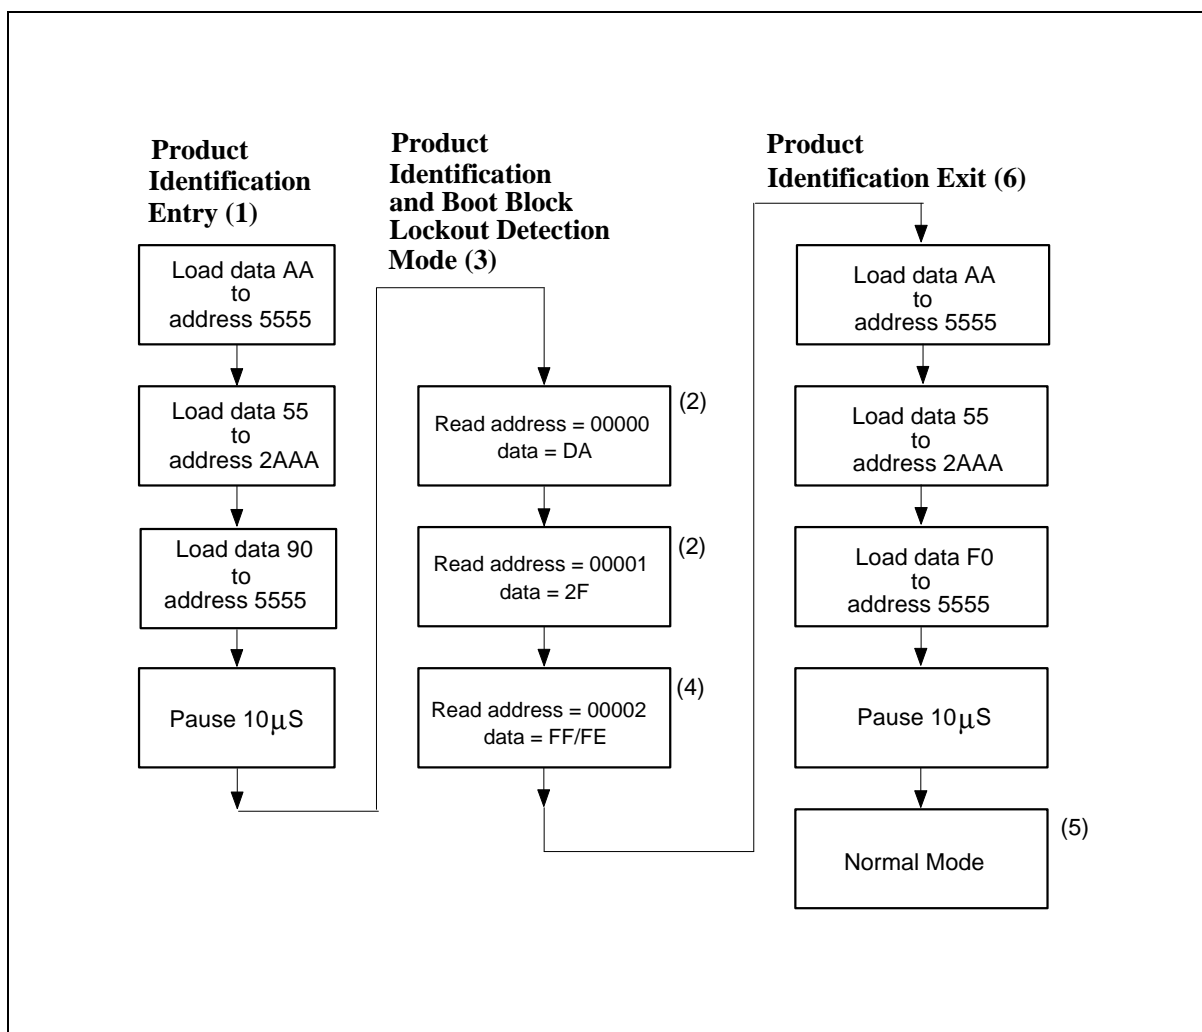 Product
Identification
Entry (1)
Load data AA
to
address 5555
Load data 55
to
address 2AAA
Load data 90
to
address 5555
Pause 10μS
Product
Identification
and Boot Block
Lockout Detection
Mode (3)
Read address = 00000
data = DA
(2)
Read address = 00001
data = 2F
(2)
Read address = 00002
data = FF/FE
(4)
Product
Identification Exit (6)
Load data AA
to
address 5555
Load data 55
to
address 2AAA
Load data F0
to
address 5555
Pause 10μS
Normal Mode
(5)